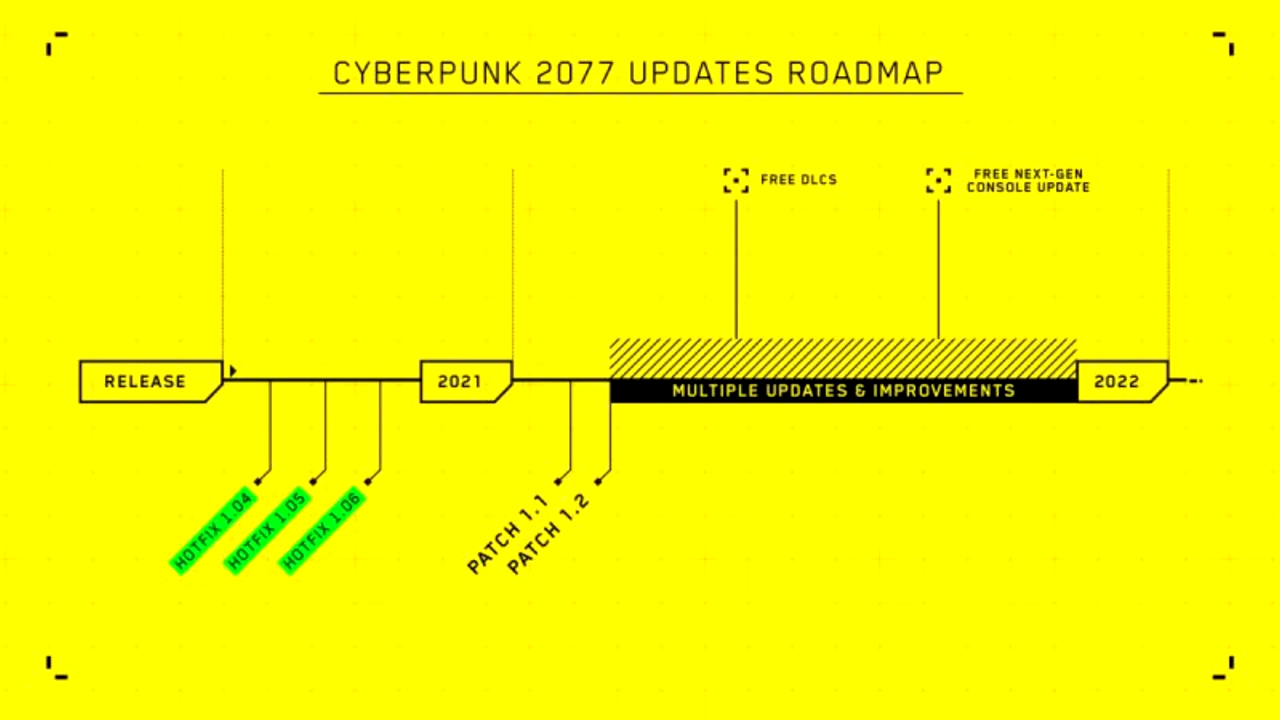 CYBERPUNK 2077 UPDATES ROADMAP
FREE DLCS
FREE NEXT-GEN
CONSOLE UPDATE
RELEASE
2021
MULTIPLE UPDATES & IMPROVEMENTS
2022
HOTFIX 1.04
HOTFIX 1.05
HOTFIX 1.06
PATCH 1.1
PATCH 1.2